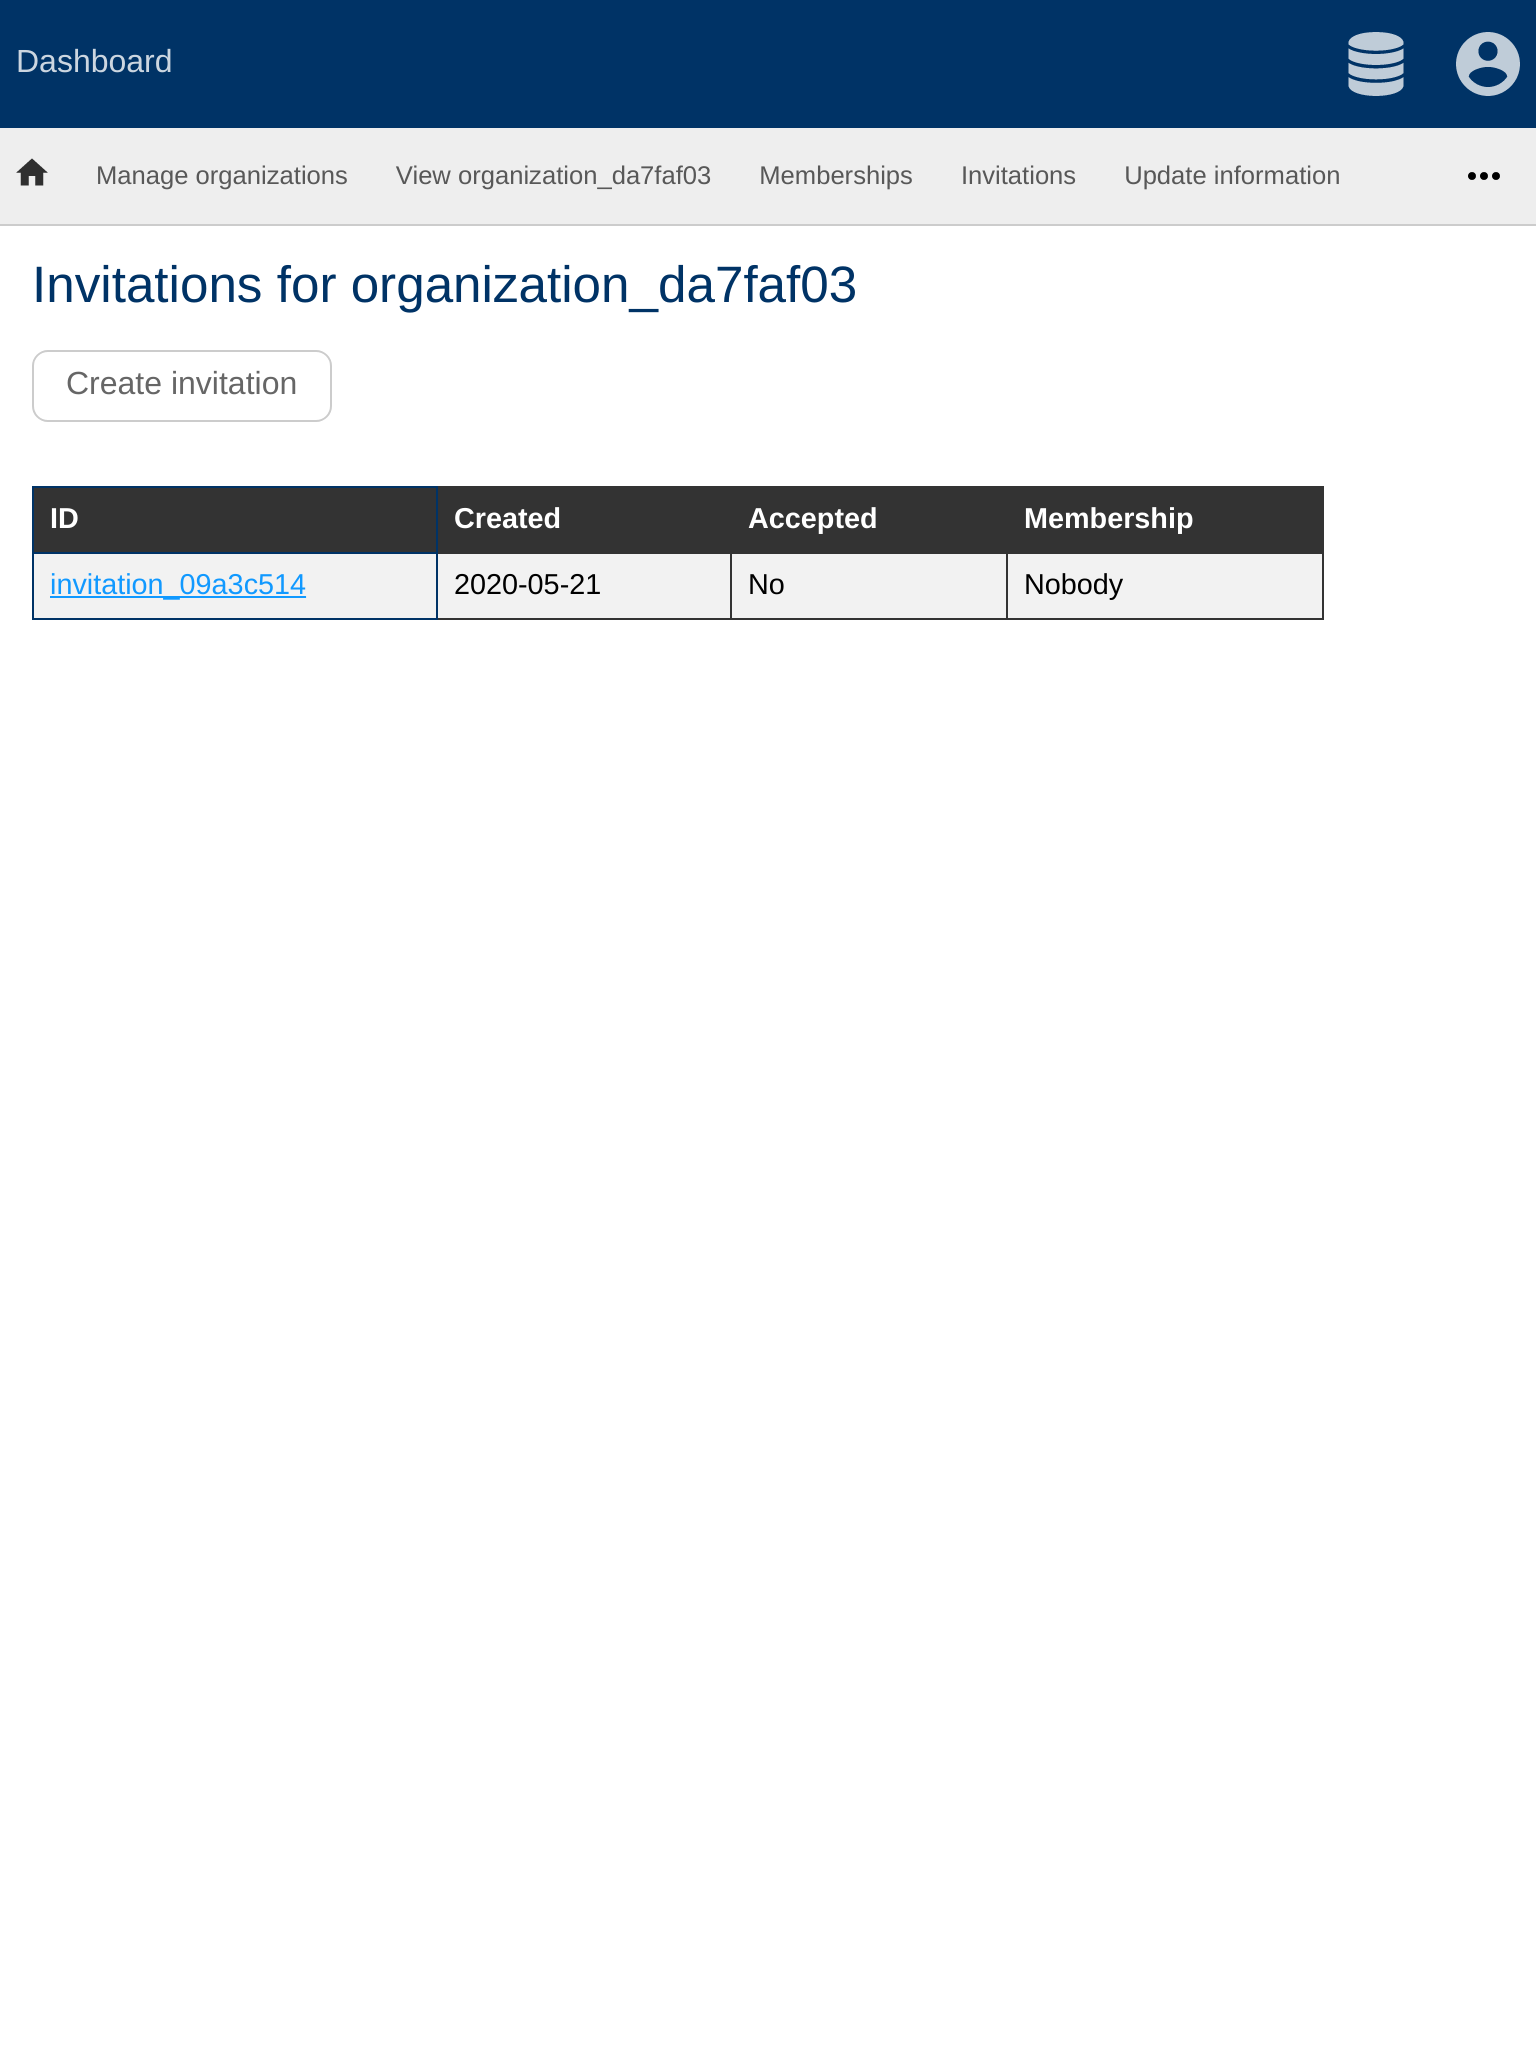 Dashboard
Manage organizations View organization_da7faf03 Memberships Invitations Update information
Invitations for organization_da7faf03
Create invitation
ID Created Accepted Membership
invitation_09a3c514 2020-05-21 No Nobody